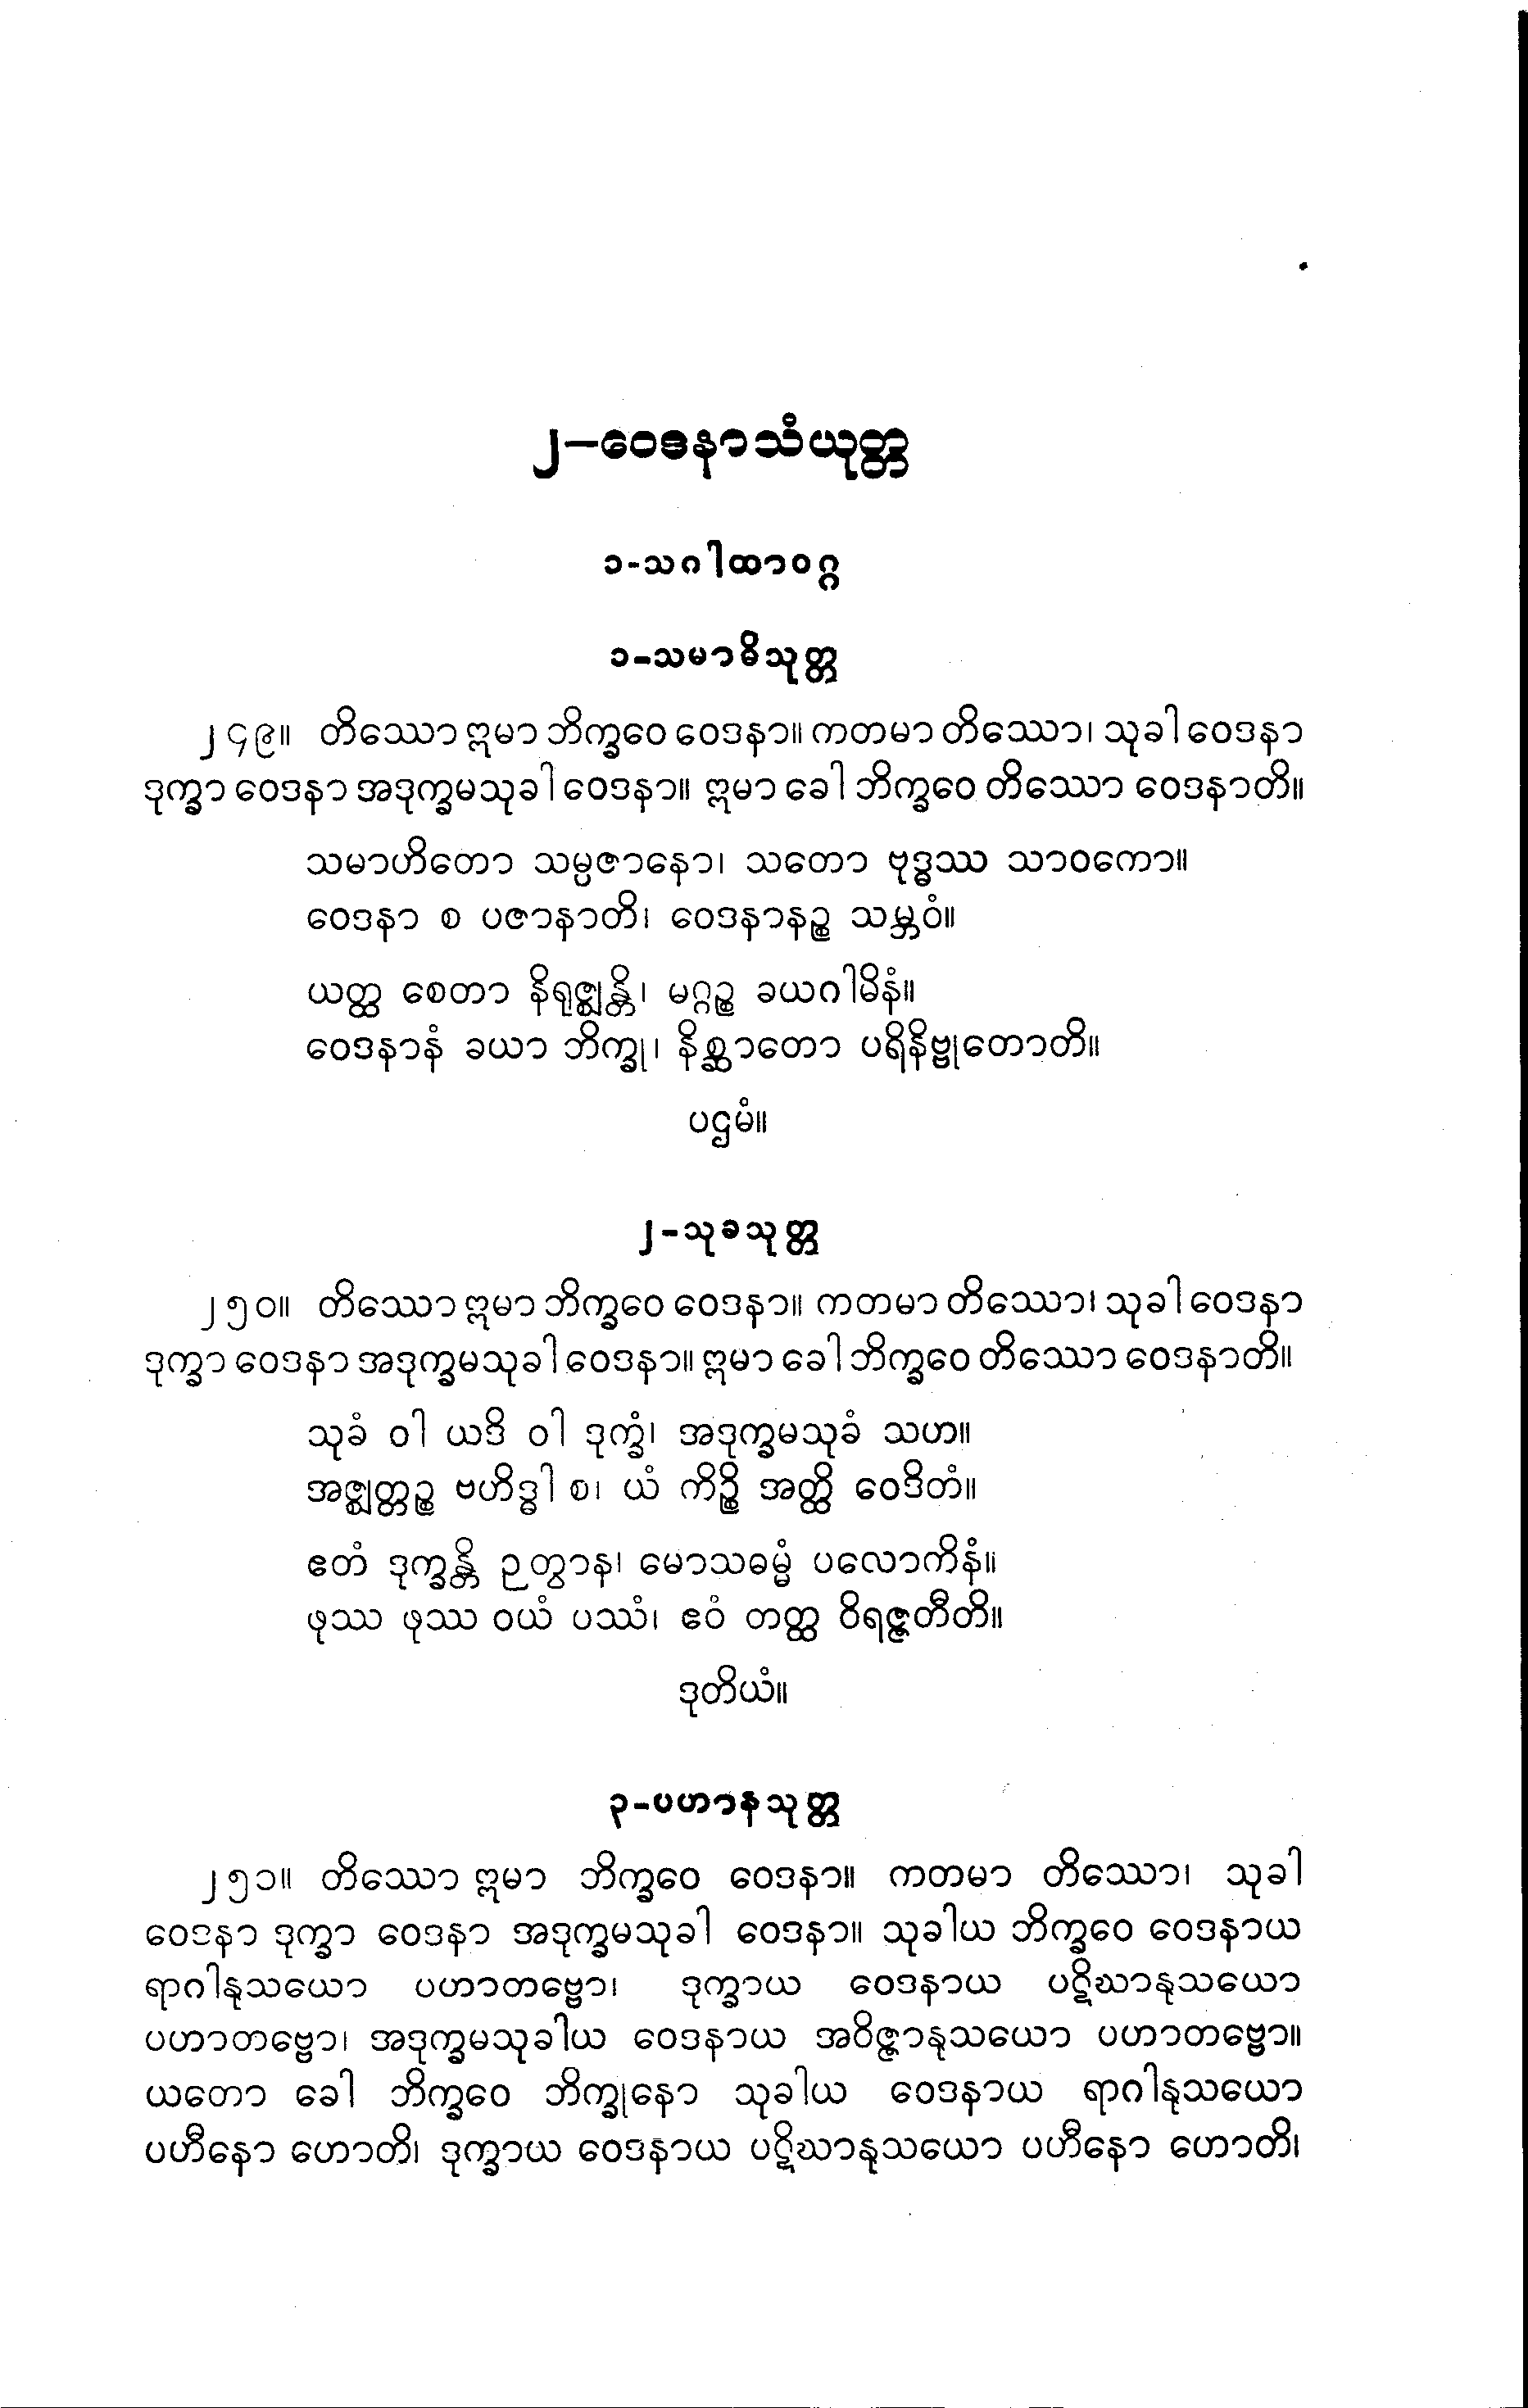 ၂–ဝေဒနာသံယုတ္တ
၁-သဂါထာဝဂ္ဂ
၁-သမာဓိသုတ္တ
၂၄၉။ တိဿော ဣမာ ဘိက္ခဝေ ဝေဒနာ။ ကတမာ တိဿော၊ သုခါ ဝေဒနာ
ဒုက္ခာ ဝေဒနာ အဒုက္ခမသုခါ ဝေဒနာ။ ဣမာ ခေါ ဘိက္ခဝေ တိဿော ဝေဒနာတိ။
သမာဟိတော သမ္ပဇာနော၊ သတော ဗုဒ္ဓဿ သာဝကော။
ဝေဒနာ စ ပဇာနာတိ၊ ဝေဒနာနဉ္စ သမ္ဘဝံ။
ယတ္ထ စေတာ နိရုဇ္ဈန္တိ၊ မဂ္ဂဉ္စ ခယဂါမိနံ။
ဝေဒနာနံ ခယာ ဘိက္ခု၊ နိစ္ဆာတော ပရိနိဗ္ဗုတောတိ။
ပဌမံ။
၂-သုခသုတ္တ
၂၅၀။ တိဿော ဣမာ ဘိက္ခဝေ ဝေဒနာ။ ကတမာ တိဿော၊ သုခါ ဝေဒနာ
ဒုက္ခာ ဝေဒနာ အဒုက္ခမသုခါ ဝေဒနာ။ ဣမာ ခေါ ဘိက္ခဝေ တိဿော ဝေဒနာတိ။
သုခံ ဝါ ယဒိ ဝါ ဒုက္ခံ၊ အဒုက္ခမသုခံ သဟ။
အဇ္ဈတ္တဉ္စ ဗဟိဒ္ဓါ စ၊ ယံ ကိဉ္စိ အတ္ထိ ဝေဒိတံ။
ဧတံ ဒုက္ခန္တိ ဉတွာန၊ မောသဓမ္မံ ပလောကိနံ။
ဖုဿ ဖုဿ ဝယံ ပဿံ၊ ဧဝံ တတ္ထ ဝိရဇ္ဇတီတိ။
ဒုတိယံ။
၃-ပဟာနသုတ္တ
၂၅၁။ တိဿော ဣမာ ဘိက္ခဝေ ဝေဒနာ။ ကတမာ တိဿော၊ သုခါ
ဝေဒနာ ဒုက္ခာ ဝေဒနာ အဒုက္ခမသုခါ ဝေဒနာ။ သုခါယ ဘိက္ခဝေ ဝေဒနာယ
ရာဂါနုသယော ပဟာတဗ္ဗော၊ ဒုက္ခာယ ဝေဒနာယ ပဋိဃာနုသယော
ပဟာတဗ္ဗော၊ အဒုက္ခမသုခါယ ဝေဒနာယ အဝိဇ္ဇာနုသယော ပဟာတဗ္ဗော။
ယတော ခေါ ဘိက္ခဝေ ဘိက္ခုနော သုခါယ ဝေဒနာယ ရာဂါနုသယော
ပဟီနော ဟောတိ၊ ဒုက္ခာယ ဝေဒနာယ ပဋိဃာနုသယော ပဟီနော ဟောတိ၊